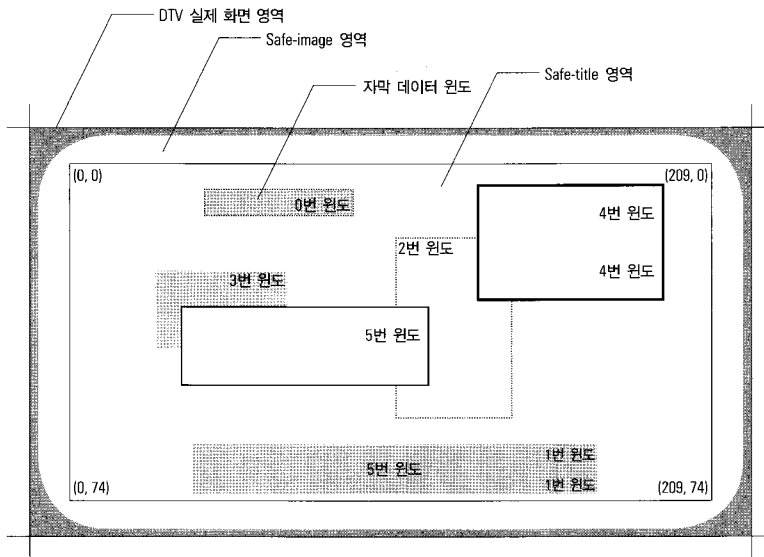 DTV 실제 화면 영역
Safe-image 영역
자막 데이터 윈도
Safe-title 영역
(0, 0)
(209, 0)
0번 윈도
4번 윈도
2번 윈도
4번 윈도
3번 윈도
5번 윈도
1번 윈도
5번 윈도
1번 윈도
(0, 74)
(209, 74)